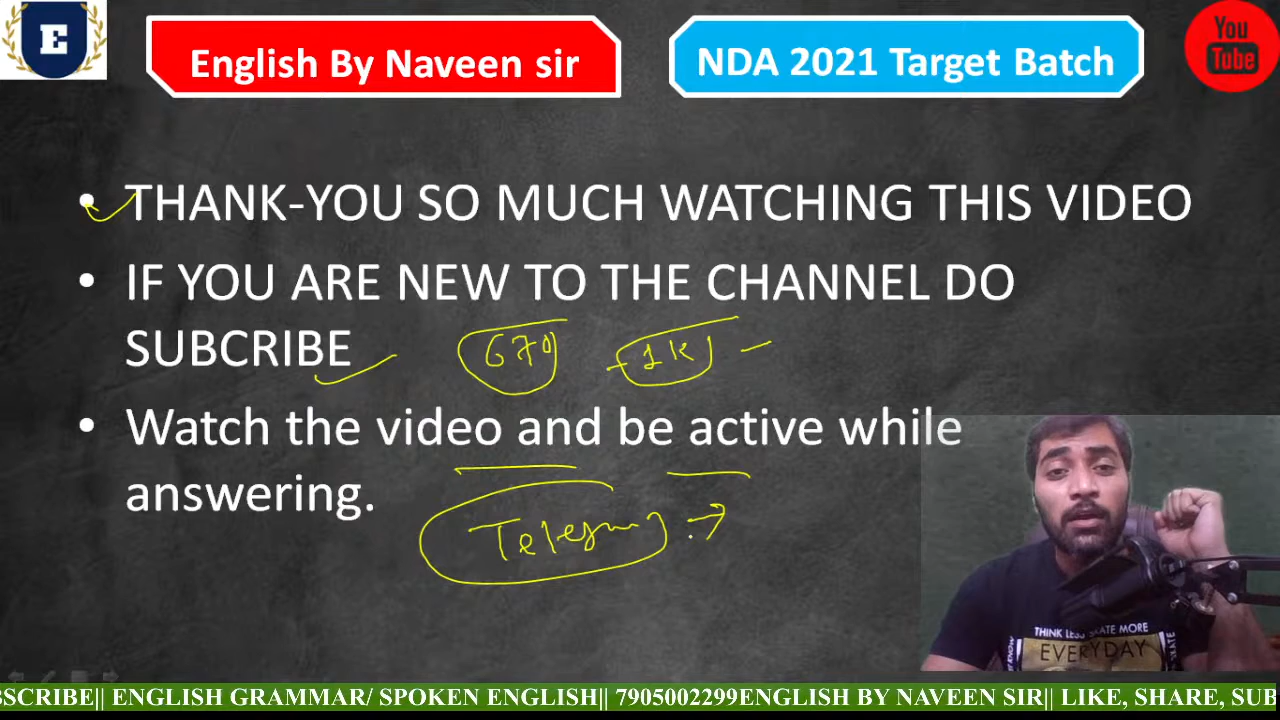 E
English By Naveen sir
NDA 2021 Target Batch
You
Tube
• THANK-YOU SO MUCH WATCHING THIS VIDEO
• IF YOU ARE NEW TO THE CHANNEL DO
SUBCRIBE
670
1K
• Watch the video and be active while
answering.
THINK LESS SKATE MORE
EVERYDAY
BSCRIBE|| ENGLISH GRAMMAR/ SPOKEN ENGLISH|| 7905002299ENGLISH BY NAVEEN SIR|| LIKE, SHARE, SUB